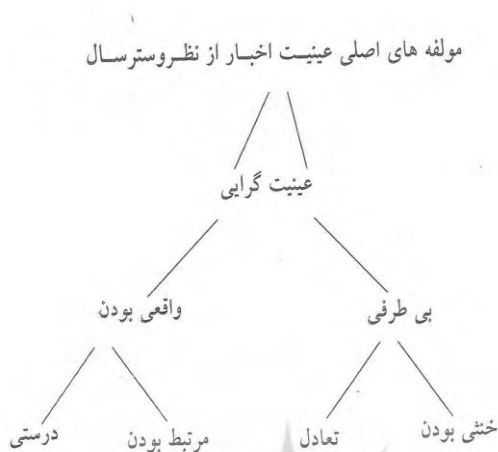 مولفه های اصلی عینیت اخبار از نظر وسترسال
عینیت گرایی
بی طرفی
واقعی بودن
خنثی بودن
تعادل
مرتبط بودن
درستی